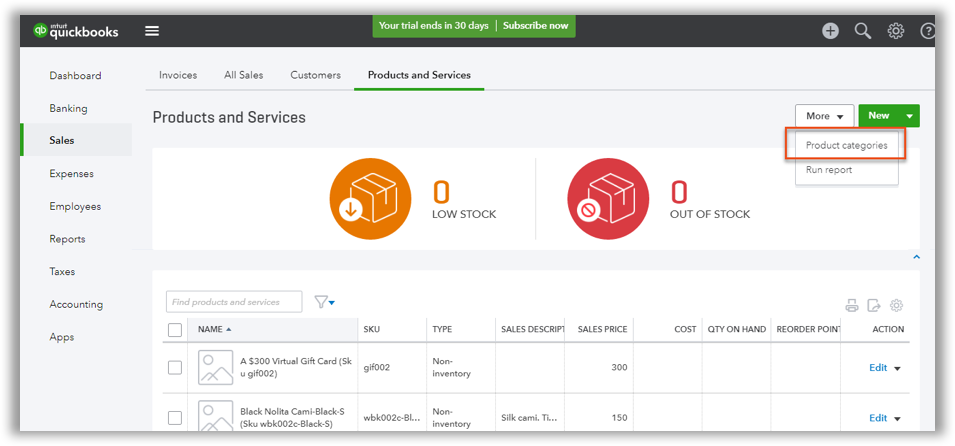 qb intuit quickbooks
Your trial ends in 30 days | Subscribe now
Dashboard
Banking
Sales
Expenses
Employees
Reports
Taxes
Accounting
Apps
Invoices All Sales Customers Products and Services
Products and Services
More New
Product categories
Run report
0
LOW STOCK
0
OUT OF STOCK
Find products and services
NAME SKU TYPE SALES DESCRIPT SALES PRICE COST QTY ON HAND REORDER POIN ACTION
A $300 Virtual Gift Card (Sk
u gif002)
gif002
Non-
inventory
300
Edit
Black Nolita Cami-Black-S
(Sku wbk002c-Black-S)
wbk002c-Bl...
Non-
inventory
Silk cami. Ti...
150
Edit